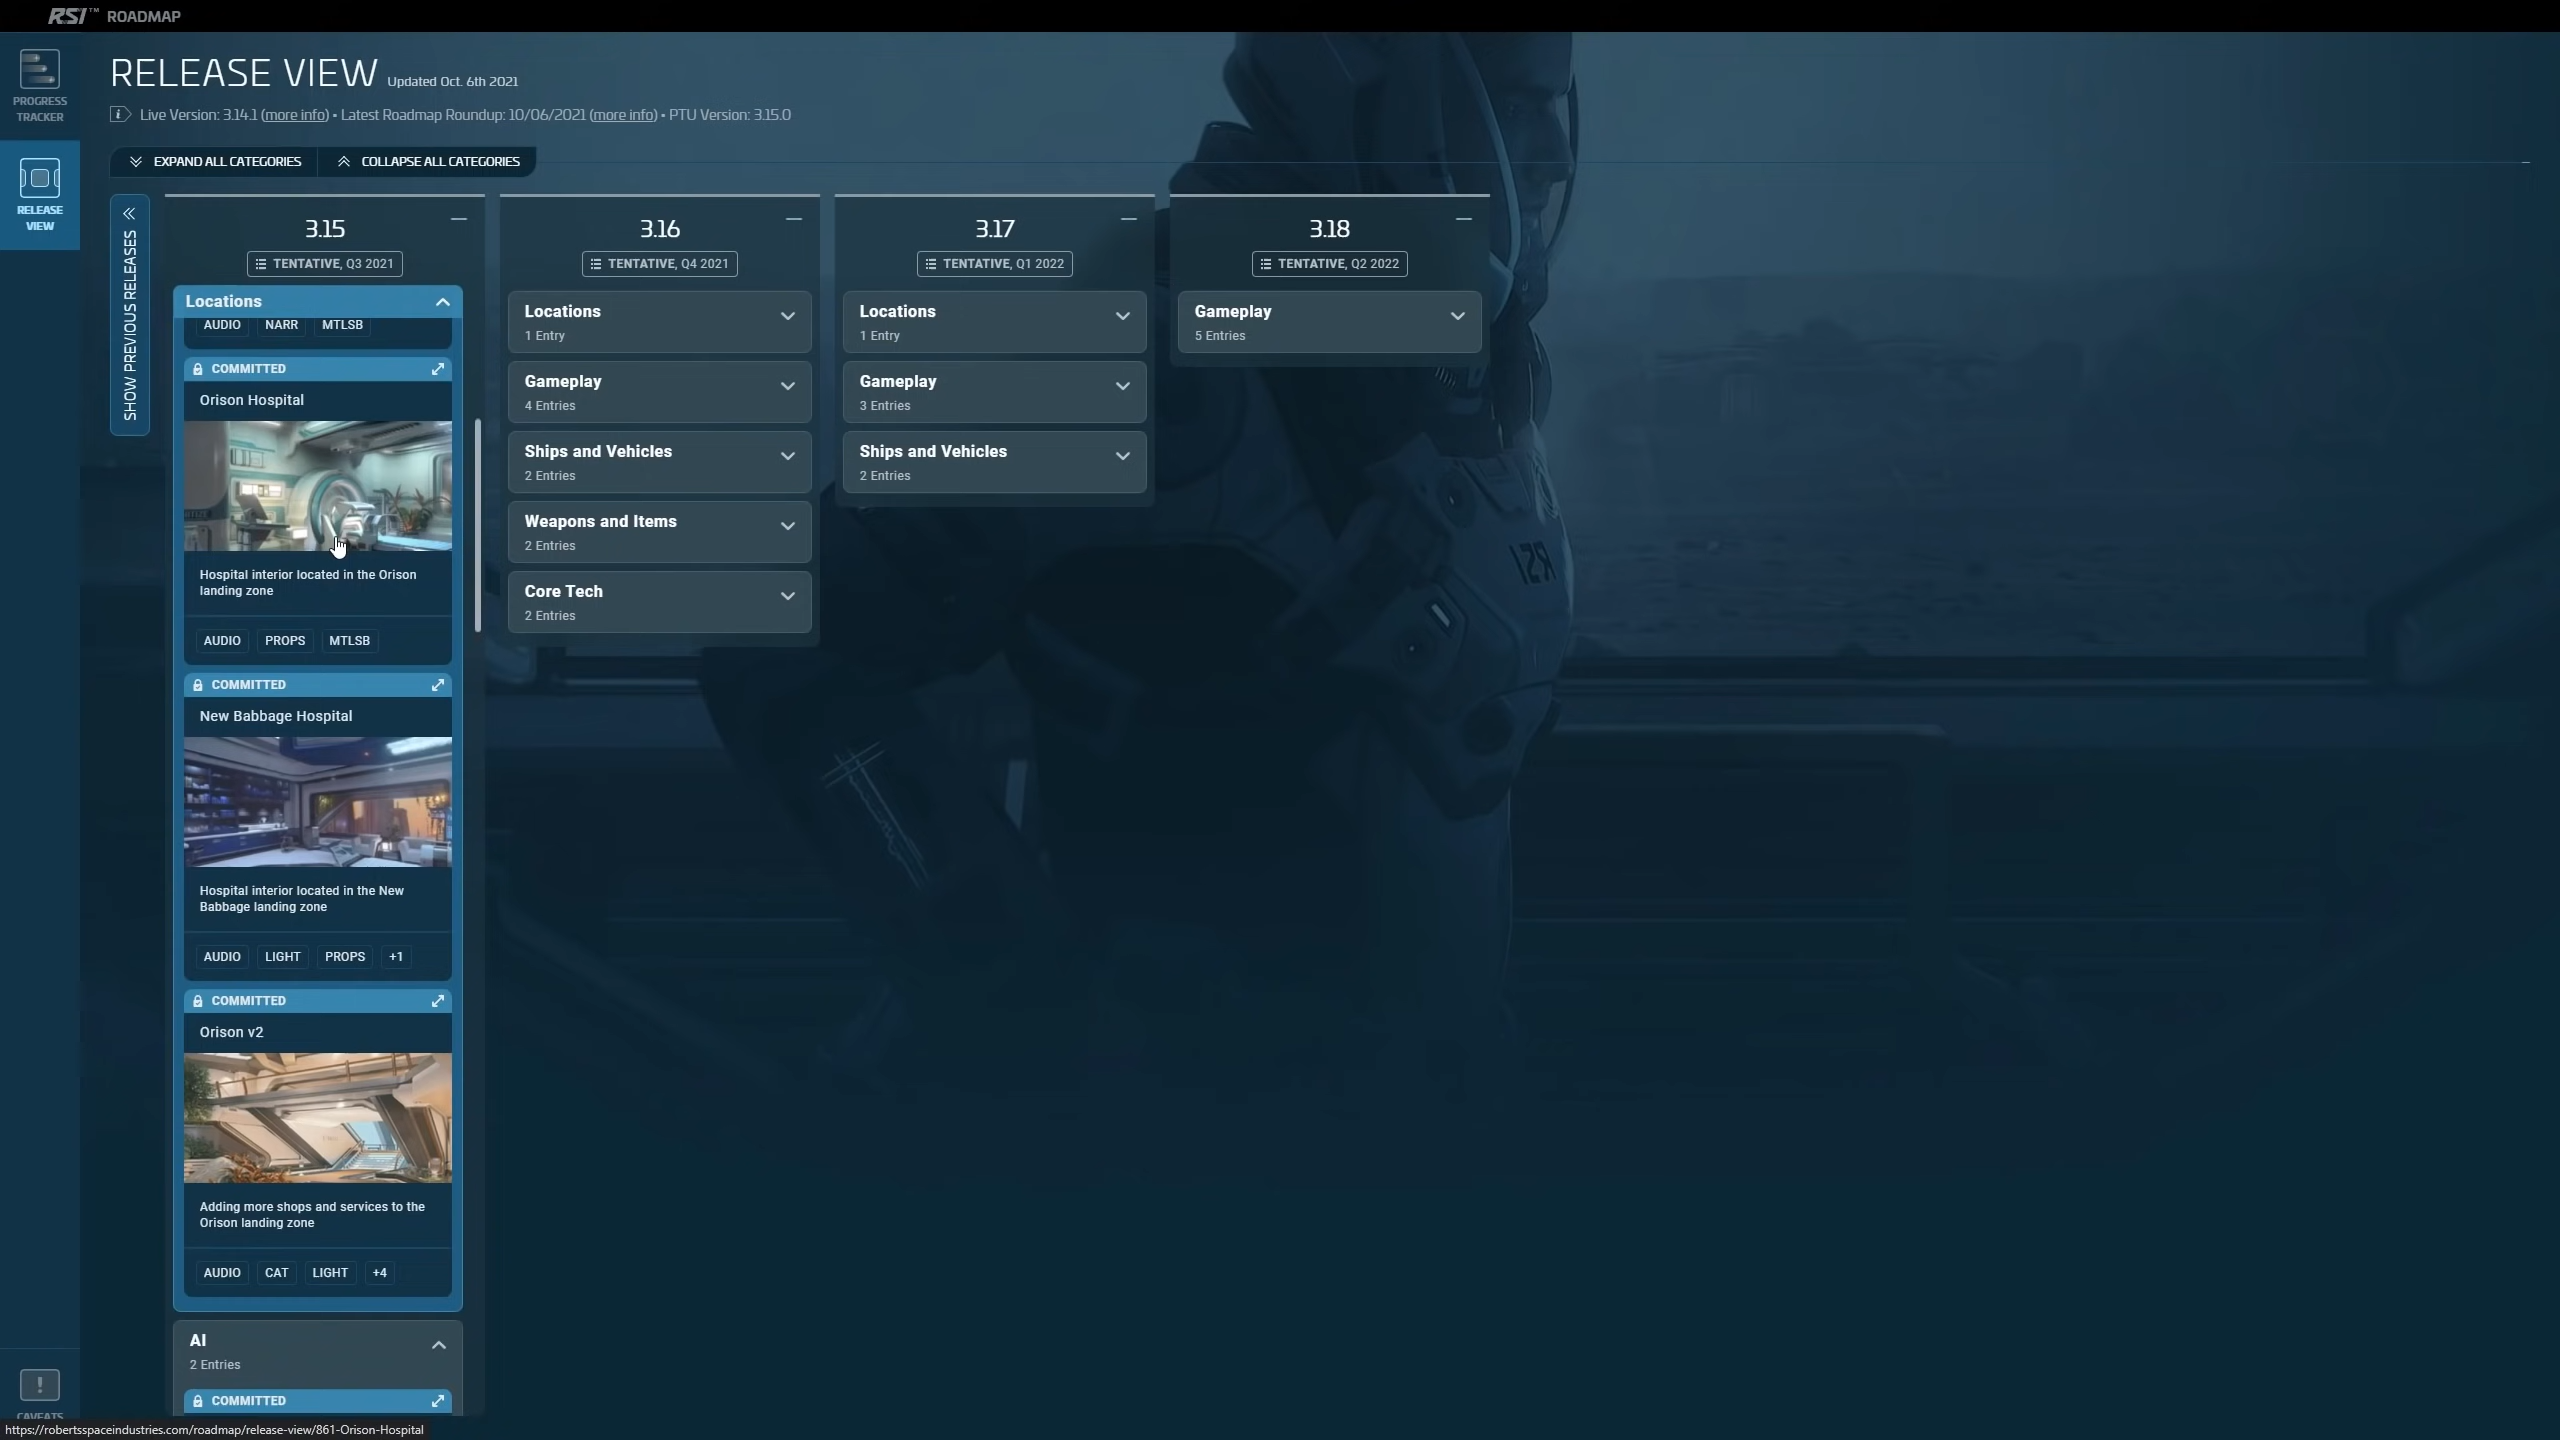 RSI™ ROADMAP
PROGRESS
TRACKER
RELEASE
VIEW
RELEASE VIEW Updated Oct. 6th 2021
Live Version: 3.14.1 (more info) • Latest Roadmap Roundup: 10/06/2021 (more info) • PTU Version: 3.15.0
EXPAND ALL CATEGORIES COLLAPSE ALL CATEGORIES
SHOW PREVIOUS RELEASES
3.15
TENTATIVE, Q3 2021
Locations
AUDIO NARR MTLSB
COMMITTED
Orison Hospital
Hospital interior located in the Orison
landing zone
AUDIO PROPS MTLSB
COMMITTED
New Babbage Hospital
Hospital interior located in the New
Babbage landing zone
AUDIO LIGHT PROPS +1
COMMITTED
Orison v2
Adding more shops and services to the
Orison landing zone
AUDIO CAT LIGHT +4
AI
2 Entries
COMMITTED
3.16
TENTATIVE, Q4 2021
Locations
1 Entry
Gameplay
4 Entries
Ships and Vehicles
2 Entries
Weapons and Items
2 Entries
Core Tech
2 Entries
3.17
TENTATIVE, Q1 2022
Locations
1 Entry
Gameplay
3 Entries
Ships and Vehicles
2 Entries
3.18
TENTATIVE, Q2 2022
Gameplay
5 Entries
CAVEATS
https://robertsspaceindustries.com/roadmap/release-view/861-Orison-Hospital